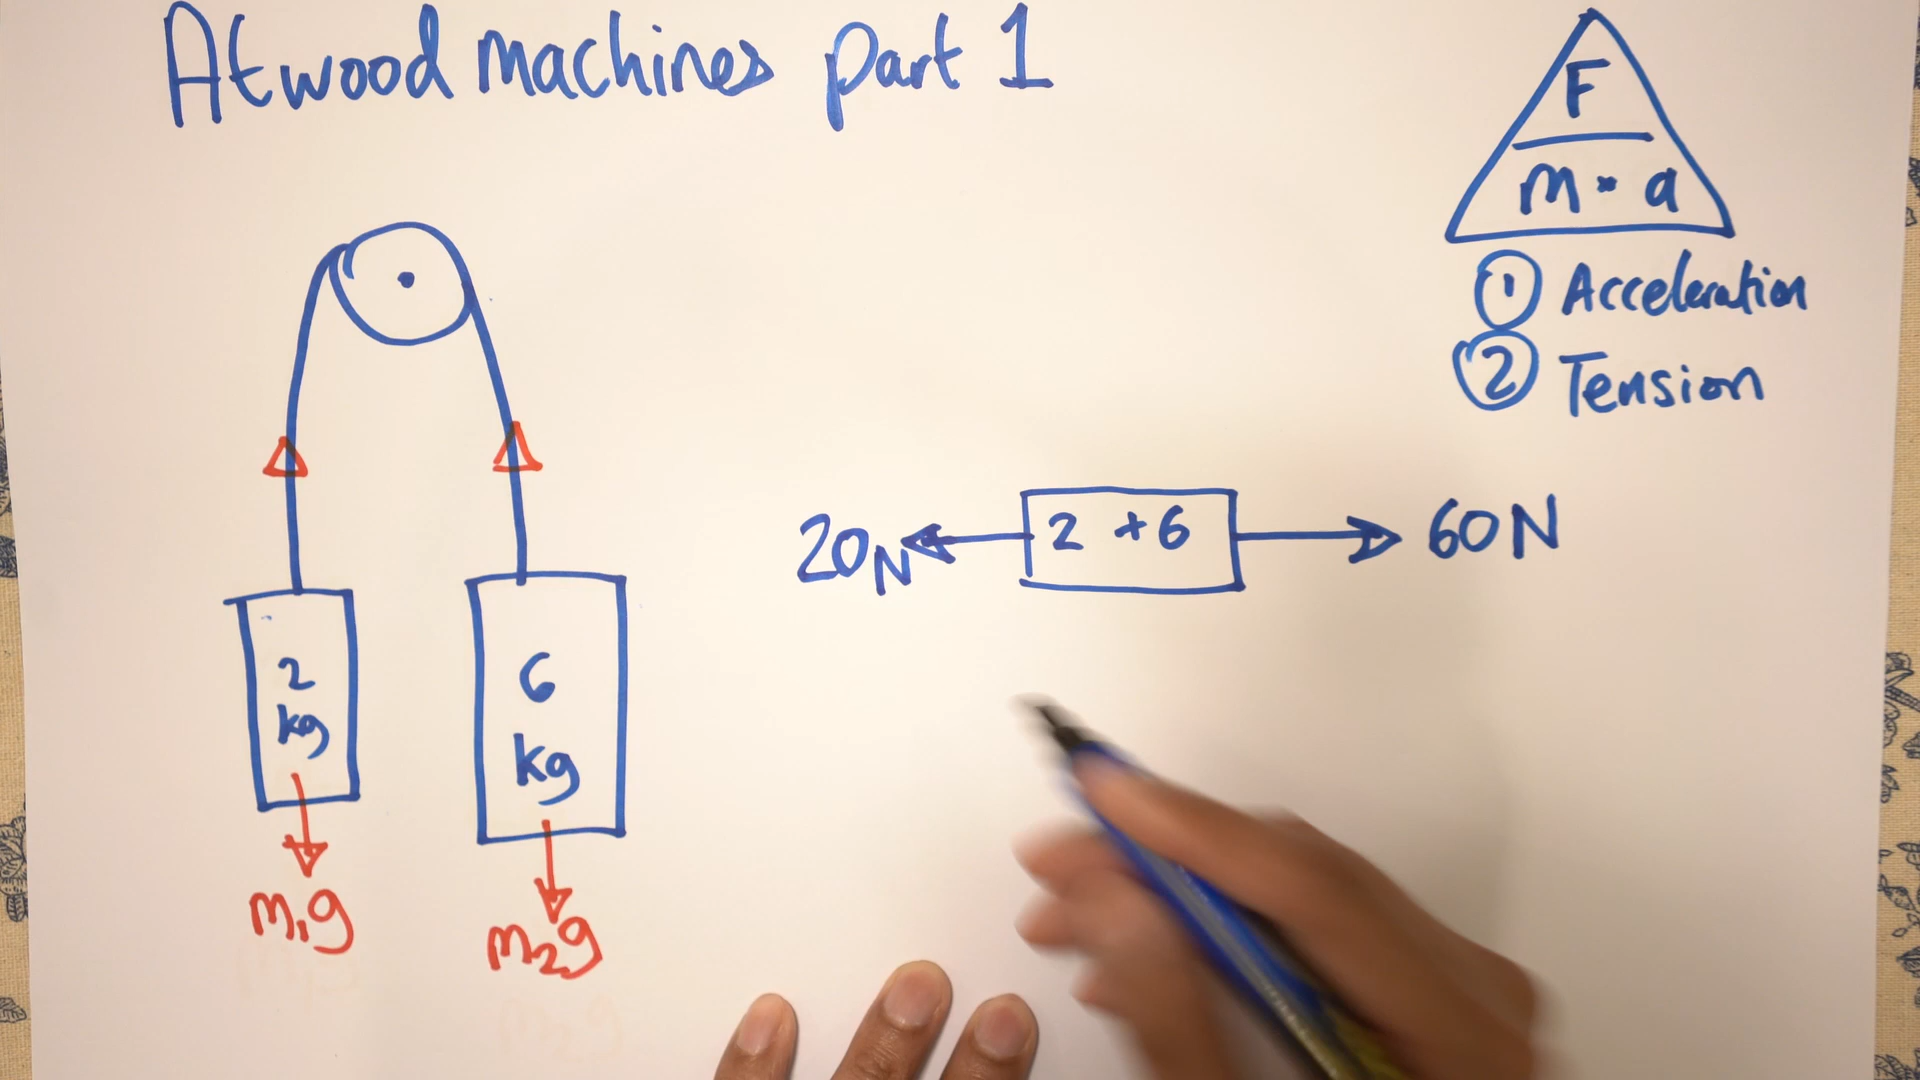 Atwood machines part 1
F
m · a
1 Acceleration
2 Tension
20N
2 + 6
60N
2
kg
6
kg
m₁g
m₂g